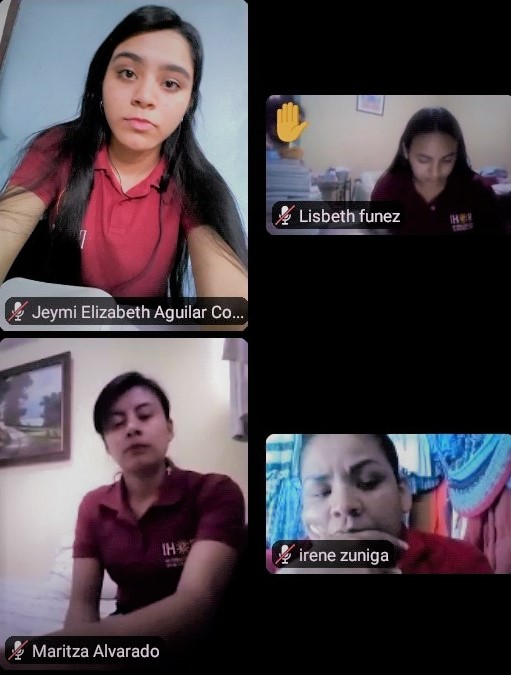 Jeymi Elizabeth Aguilar Co...
Lisbeth funez
Maritza Alvarado
irene zuniga